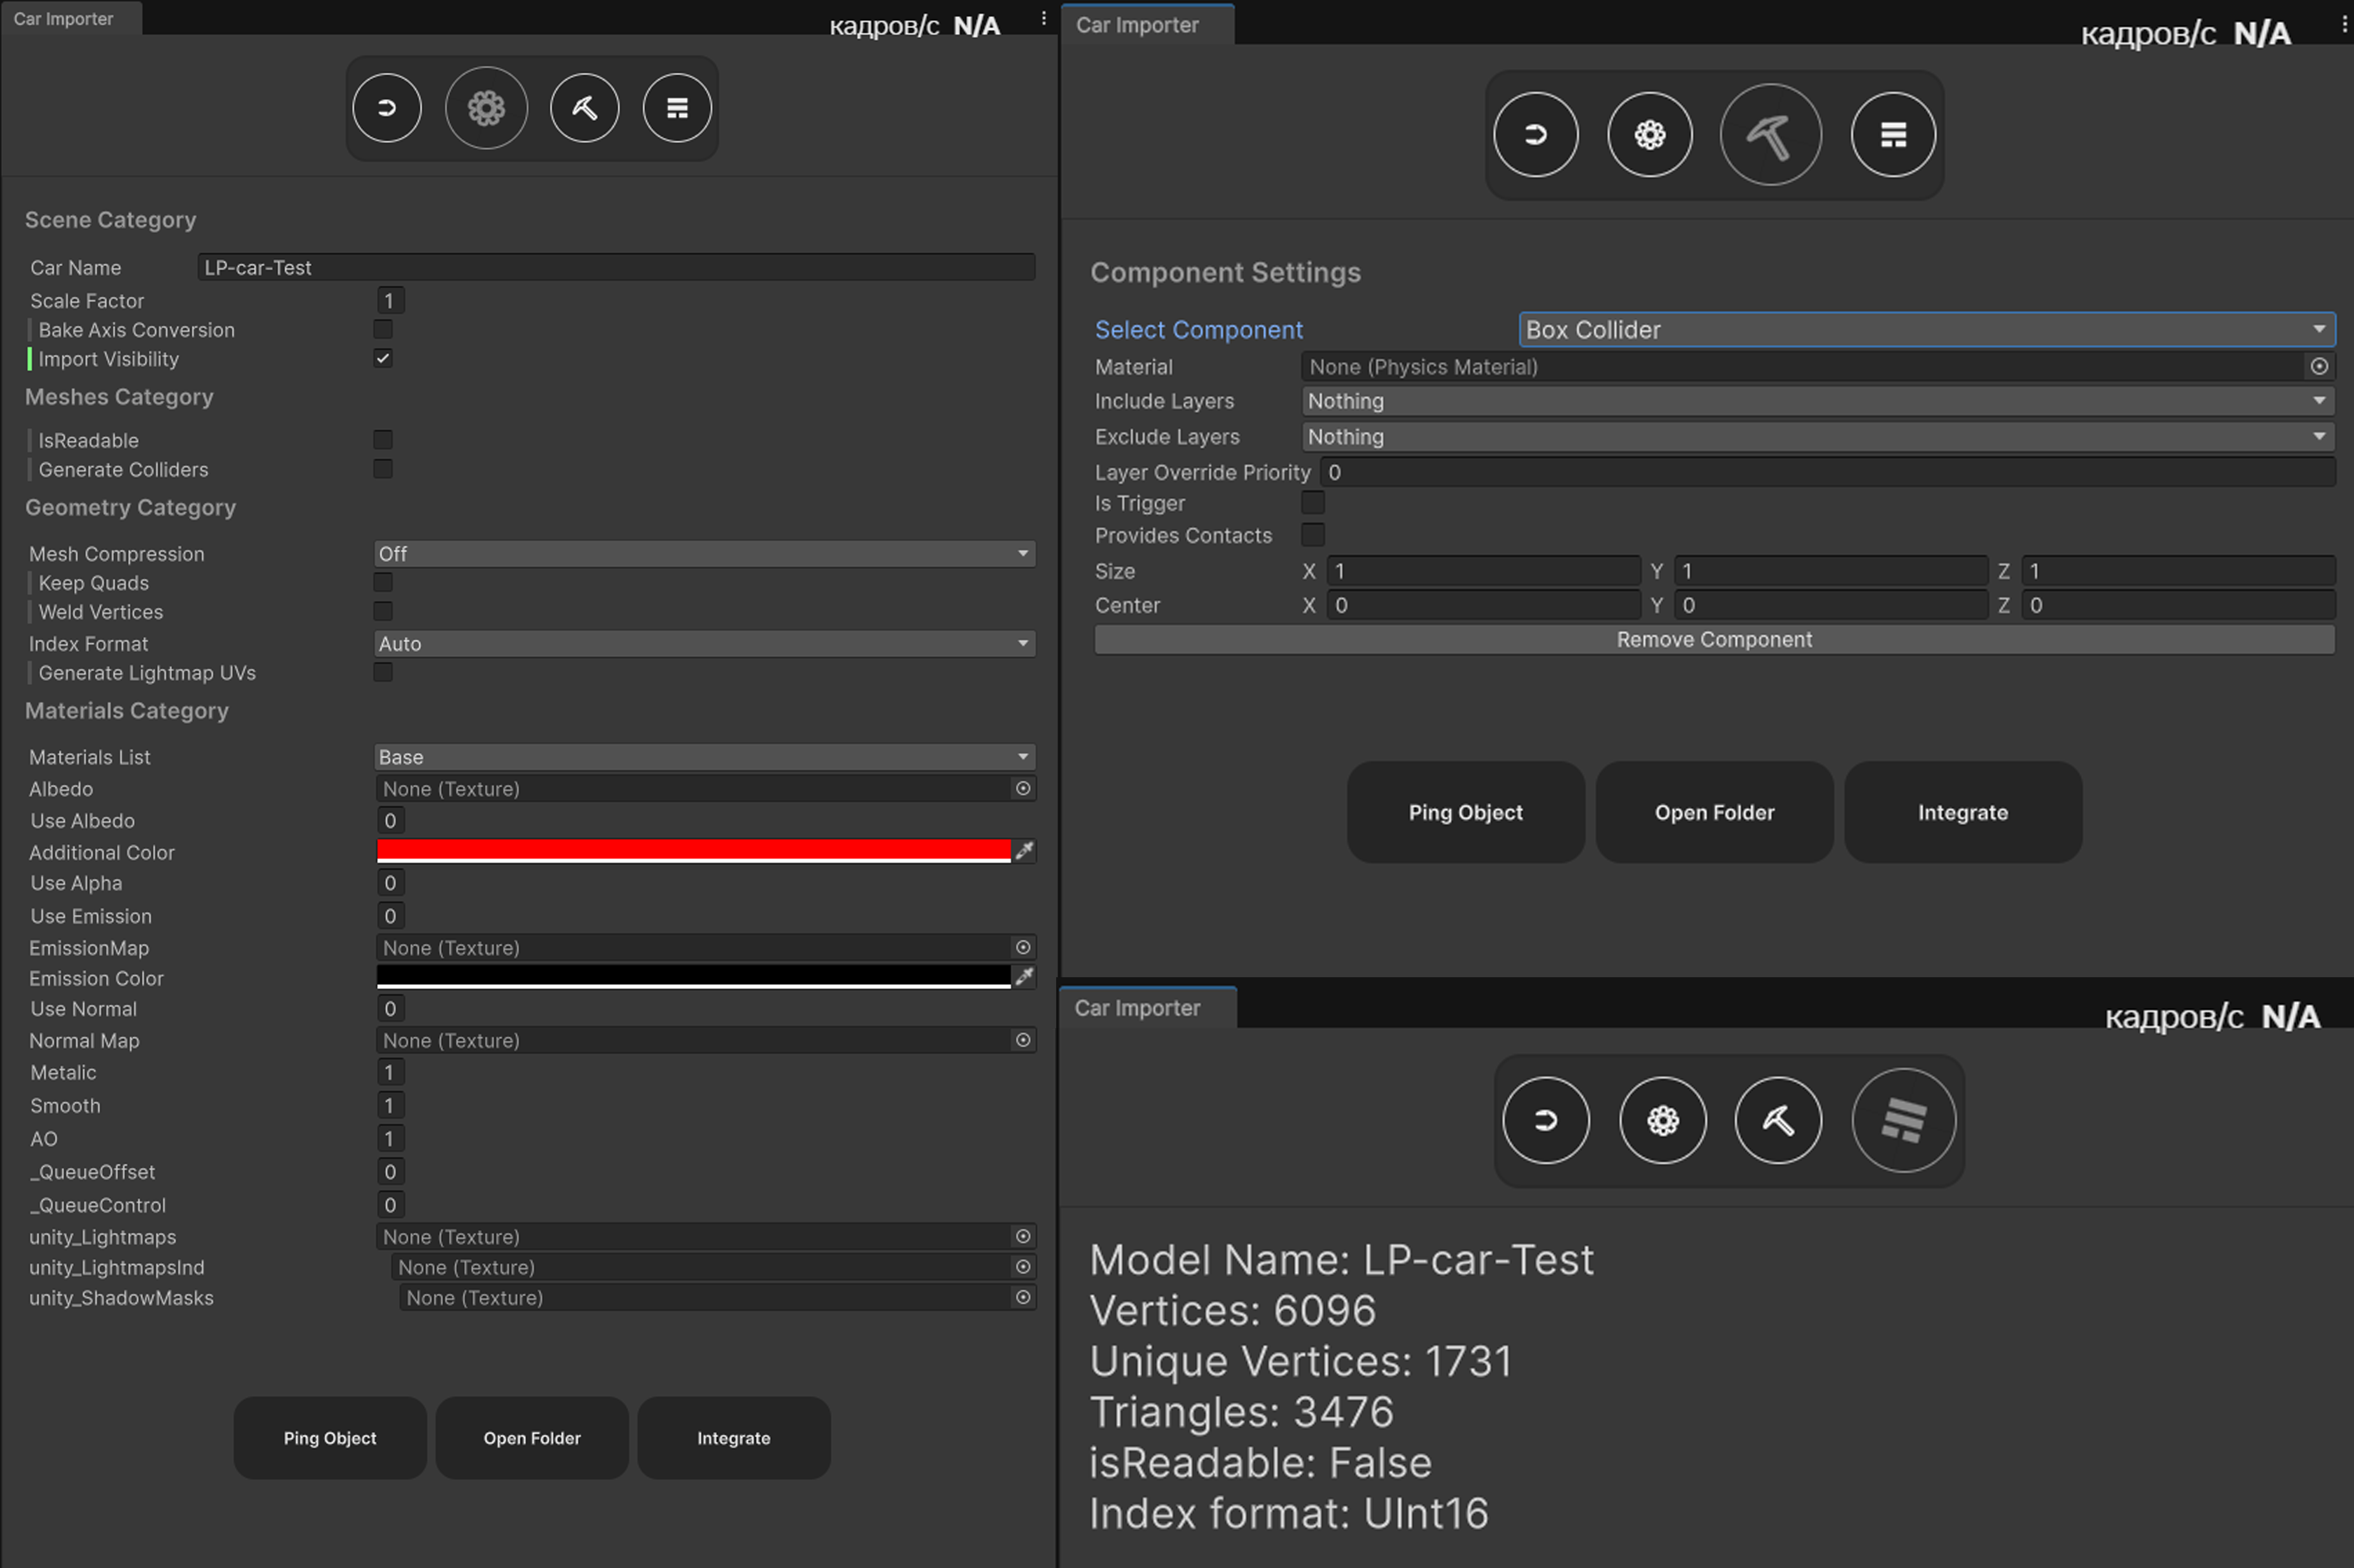 Car Importer
кадров/с N/A
Scene Category
Car Name LP-car-Test
Scale Factor 1
Bake Axis Conversion
Import Visibility
Meshes Category
IsReadable
Generate Colliders
Geometry Category
Mesh Compression Off
Keep Quads
Weld Vertices
Index Format Auto
Generate Lightmap UVs
Materials Category
Materials List Base
Albedo None (Texture)
Use Albedo 0
Additional Color
Use Alpha 0
Use Emission 0
EmissionMap None (Texture)
Emission Color
Use Normal 0
Normal Map None (Texture)
Metalic 1
Smooth 1
AO 1
_QueueOffset 0
_QueueControl 0
unity_Lightmaps None (Texture)
unity_LightmapsInd None (Texture)
unity_ShadowMasks None (Texture)
Ping Object Open Folder Integrate
Car Importer
кадров/с N/A
Component Settings
Select Component Box Collider
Material None (Physics Material)
Include Layers Nothing
Exclude Layers Nothing
Layer Override Priority 0
Is Trigger
Provides Contacts
Size X 1 Y 1 Z 1
Center X 0 Y 0 Z 0
Remove Component
Ping Object Open Folder Integrate
Car Importer
кадров/с N/A
Model Name: LP-car-Test
Vertices: 6096
Unique Vertices: 1731
Triangles: 3476
isReadable: False
Index format: UInt16